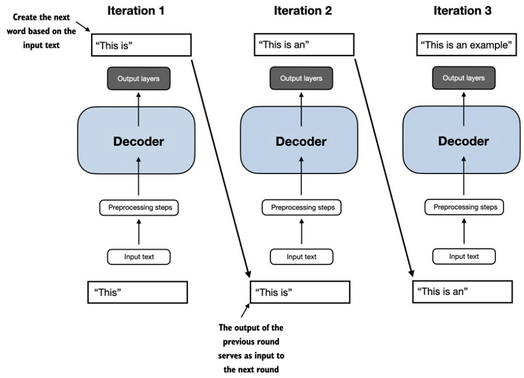 Iteration 1
Iteration 2
Iteration 3
Create the next
word based on the
input text
“This is”
“This is an”
“This is an example”
Output layers
Output layers
Output layers
Decoder
Decoder
Decoder
Preprocessing steps
Preprocessing steps
Preprocessing steps
Input text
Input text
Input text
“This”
“This is”
“This is an”
The output of the
previous round
serves as input to
the next round